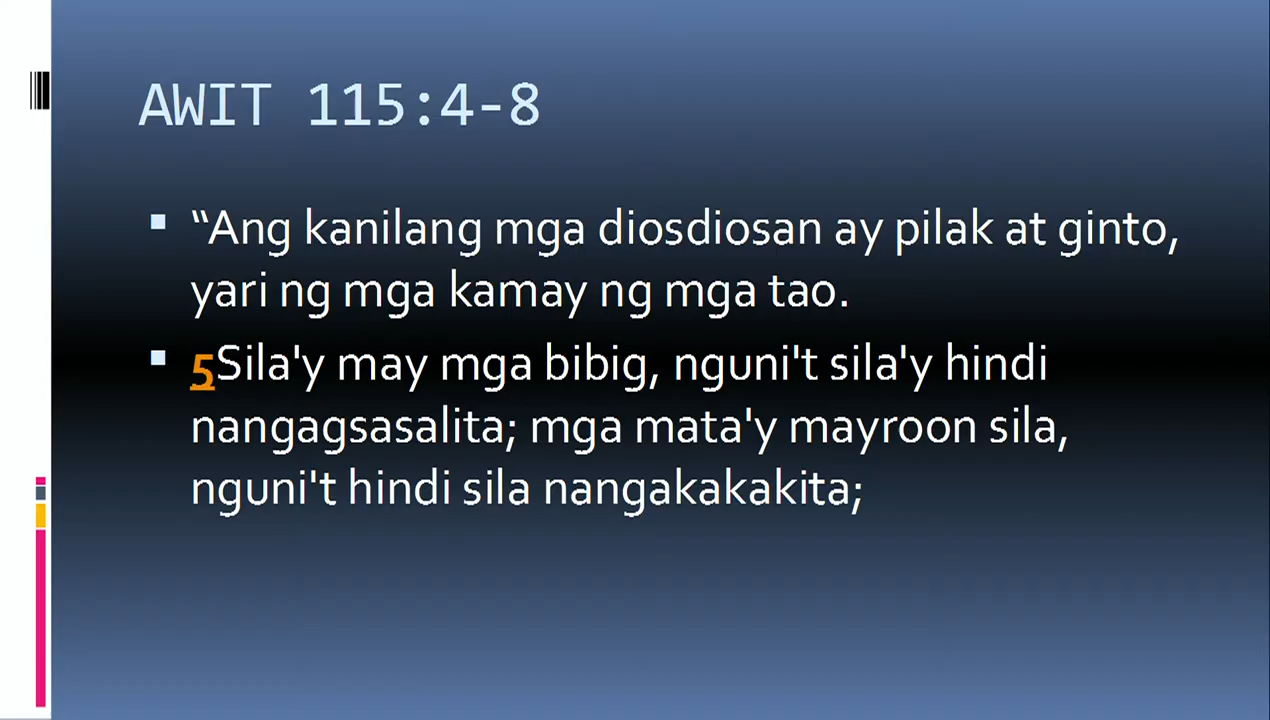 AWIT 115:4-8
“Ang kanilang mga diosdiosan ay pilak at ginto,
yari ng mga kamay ng mga tao.
5Sila'y may mga bibig, nguni't sila'y hindi
nangagsasalita; mga mata'y mayroon sila,
nguni't hindi sila nangakakakita;